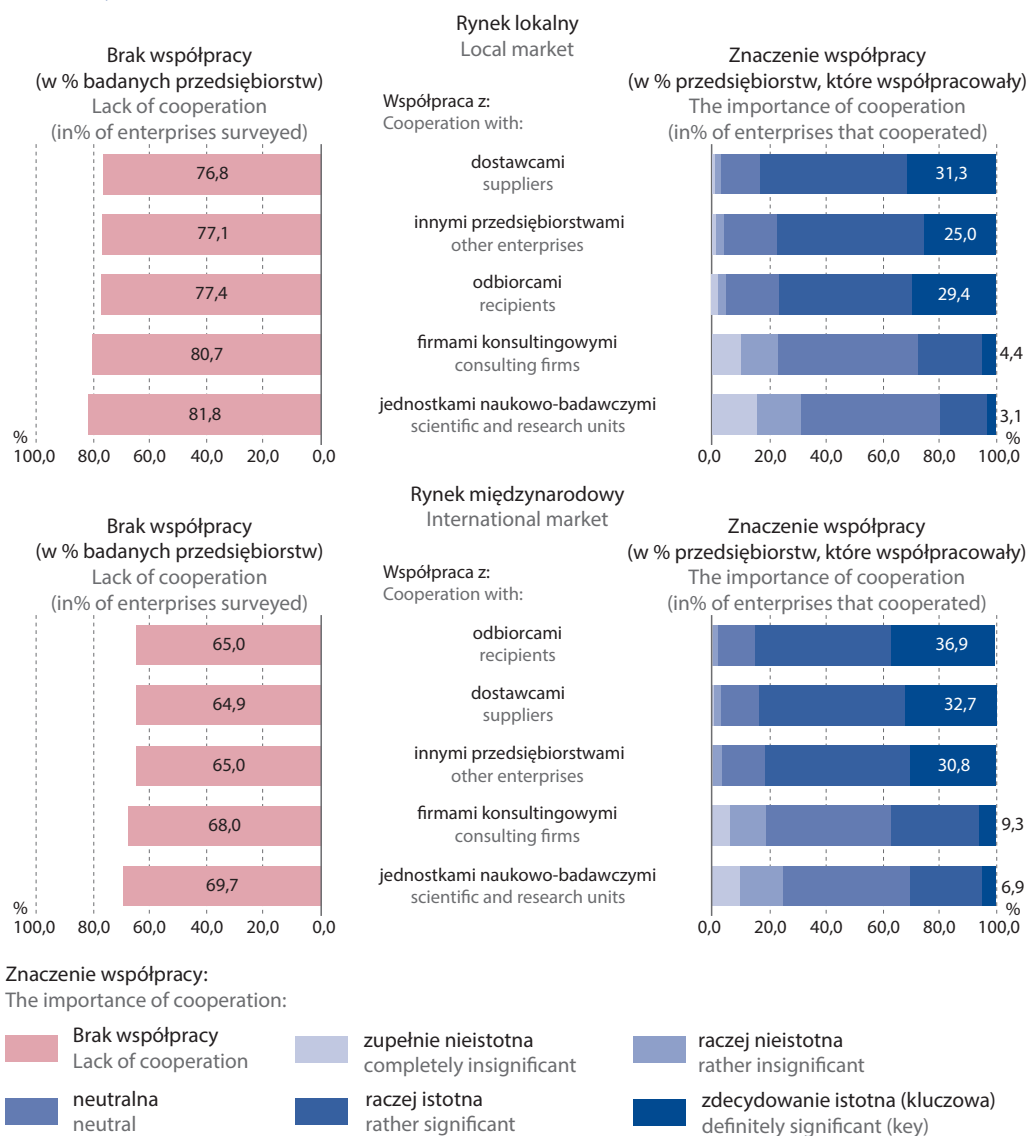 Rynek lokalny
Local market
Brak współpracy
(w % badanych przedsiębiorstw)
Lack of cooperation
(in% of enterprises surveyed)
Współpraca z:
Cooperation with:
Znaczenie współpracy
(w % przedsiębiorstw, które współpracowały)
The importance of cooperation
(in% of enterprises that cooperated)
76,8
dostawcami
suppliers
31,3
77,1
innymi przedsiębiorstwami
other enterprises
25,0
77,4
odbiorcami
recipients
29,4
80,7
firmami konsultingowymi
consulting firms
4,4
81,8
jednostkami naukowo-badawczymi
scientific and research units
3,1
% %
100,0 80,0 60,0 40,0 20,0 0,0 0,0 20,0 40,0 60,0 80,0 100,0
Rynek międzynarodowy
International market
Brak współpracy
(w % badanych przedsiębiorstw)
Lack of cooperation
(in% of enterprises surveyed)
Współpraca z:
Cooperation with:
Znaczenie współpracy
(w % przedsiębiorstw, które współpracowały)
The importance of cooperation
(in% of enterprises that cooperated)
65,0
odbiorcami
recipients
36,9
64,9
dostawcami
suppliers
32,7
65,0
innymi przedsiębiorstwami
other enterprises
30,8
68,0
firmami konsultingowymi
consulting firms
9,3
69,7
jednostkami naukowo-badawczymi
scientific and research units
6,9
% %
100,0 80,0 60,0 40,0 20,0 0,0 0,0 20,0 40,0 60,0 80,0 100,0
Znaczenie współpracy:
The importance of cooperation:
Brak współpracy
Lack of cooperation
zupełnie nieistotna
completely insignificant
raczej nieistotna
rather insignificant
neutralna
neutral
raczej istotna
rather significant
zdecydowanie istotna (kluczowa)
definitely significant (key)